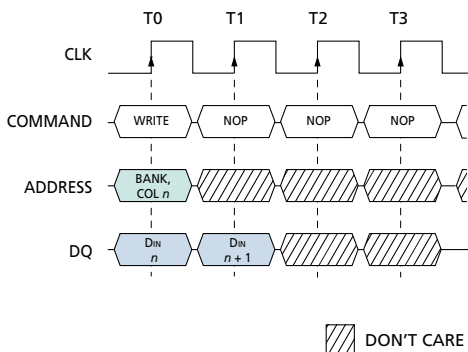 T0 T1 T2 T3
CLK
COMMAND WRITE NOP NOP NOP
ADDRESS BANK,
COL n
DQ DIN DIN
n n + 1
DON'T CARE